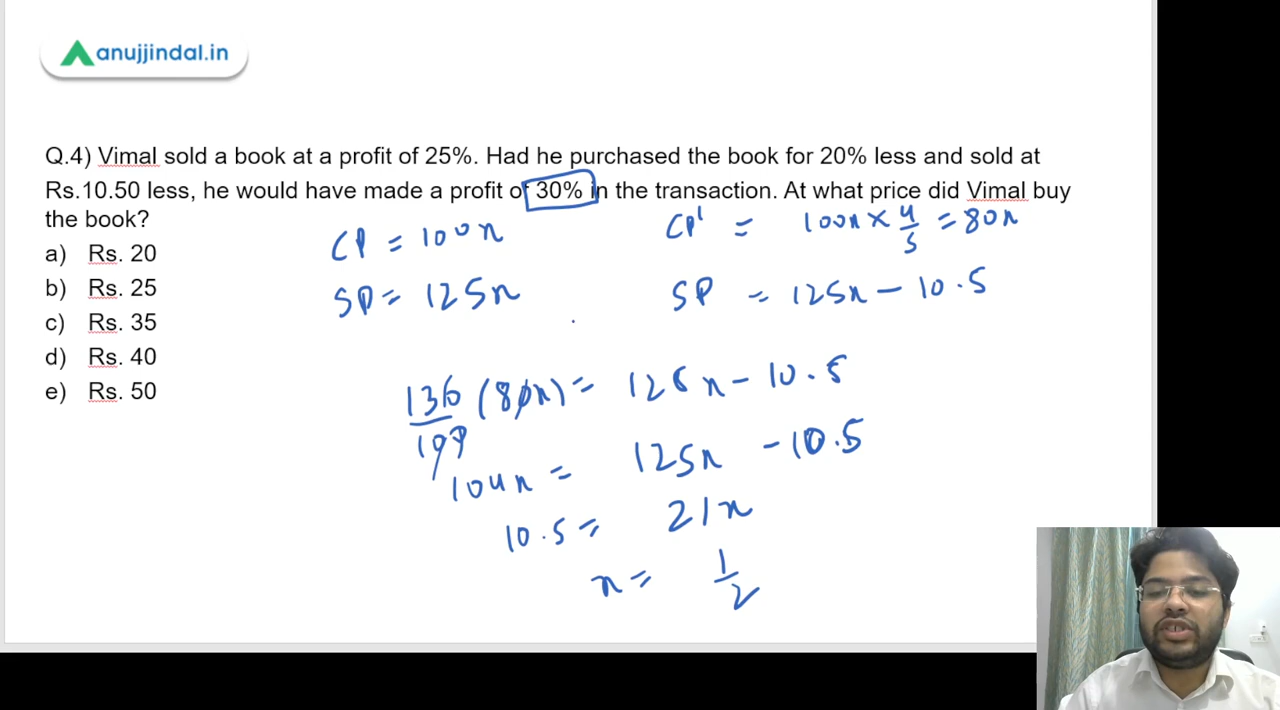 anujjindal.in
Q.4) Vimal sold a book at a profit of 25%. Had he purchased the book for 20% less and sold at
Rs.10.50 less, he would have made a profit of 30% in the transaction. At what price did Vimal buy
the book?
a) Rs. 20
b) Rs. 25
c) Rs. 35
d) Rs. 40
e) Rs. 50
CP = 100x
SP = 125x
CP' = 100x × 4/5 = 80x
SP = 125x - 10.5
130/100 (80x) = 125x - 10.5
104x = 125x - 10.5
10.5 = 21x
x = 1/2